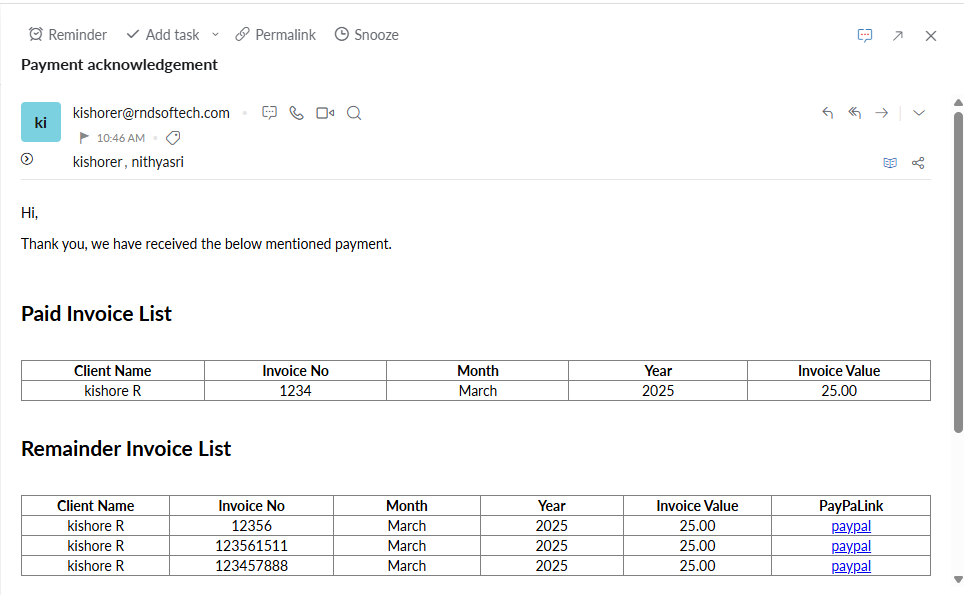 Reminder Add task Permalink Snooze
Payment acknowledgement
ki
kishorer@rndsoftech.com
10:46 AM
kishorer, nithyasri
Hi,
Thank you, we have received the below mentioned payment.
Paid Invoice List
Client Name Invoice No Month Year Invoice Value
kishore R 1234 March 2025 25.00
Remainder Invoice List
Client Name Invoice No Month Year Invoice Value PayPaLink
kishore R 12356 March 2025 25.00 paypal
kishore R 123561511 March 2025 25.00 paypal
kishore R 123457888 March 2025 25.00 paypal